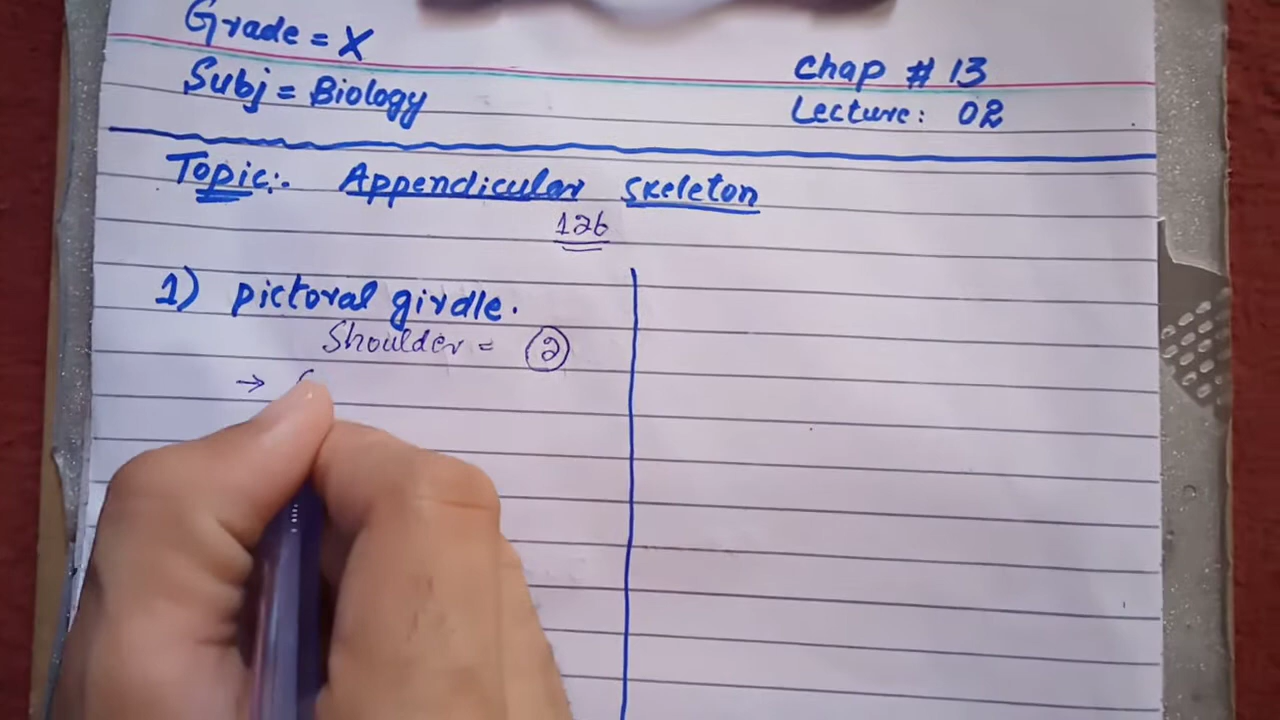 Grade = X
Subj = Biology
Chap # 13
Lecture: 02
Topic:. Appendicular skeleton
126
1) pictoral girdle.
Shoulder = 2
→